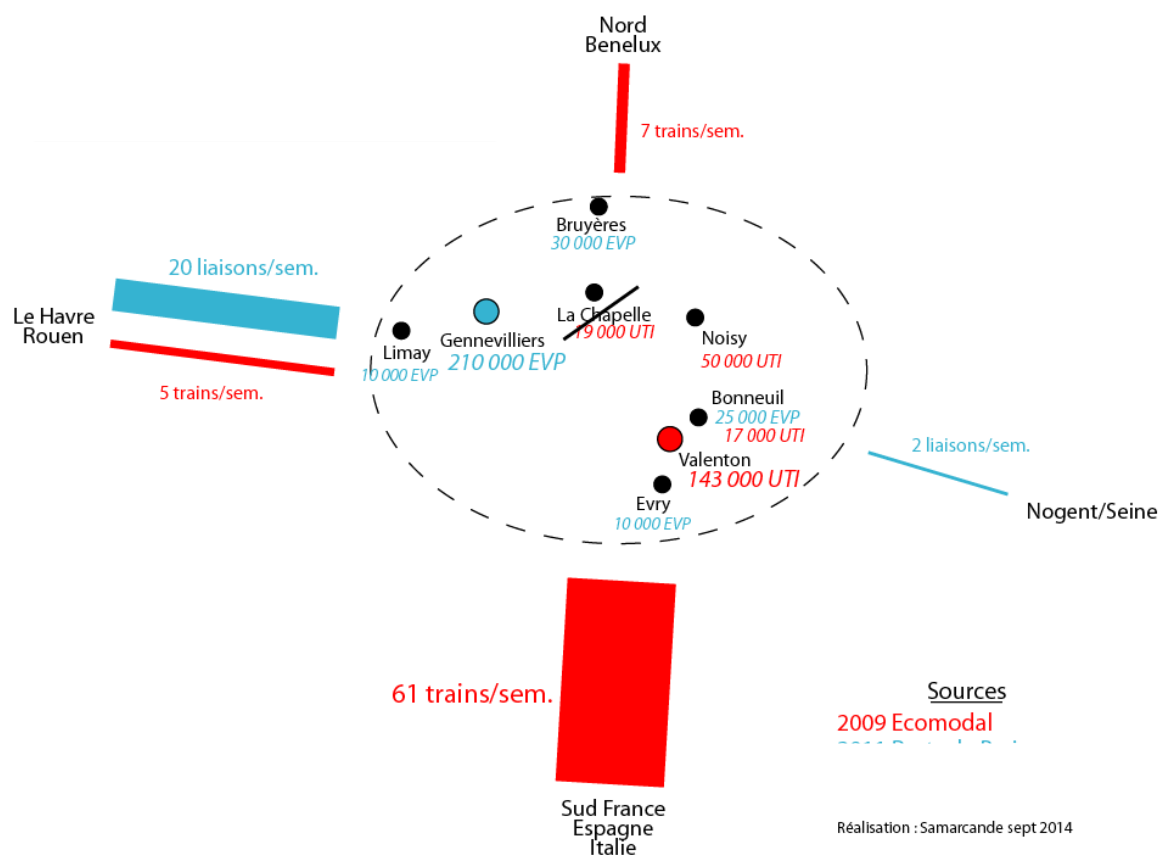 Nord
Benelux
7 trains/sem.
Bruyères
30 000 EVP
20 liaisons/sem.
Le Havre
Rouen
5 trains/sem.
Limay
10 000 EVP
Gennevilliers
210 000 EVP
La Chapelle
19 000 UTI
Noisy
50 000 UTI
Bonneuil
25 000 EVP
17 000 UTI
Valenton
143 000 UTI
Evry
10 000 EVP
2 liaisons/sem.
Nogent/Seine
61 trains/sem.
Sud France
Espagne
Italie
Sources
2009 Ecomodal
Réalisation : Samarcande sept 2014